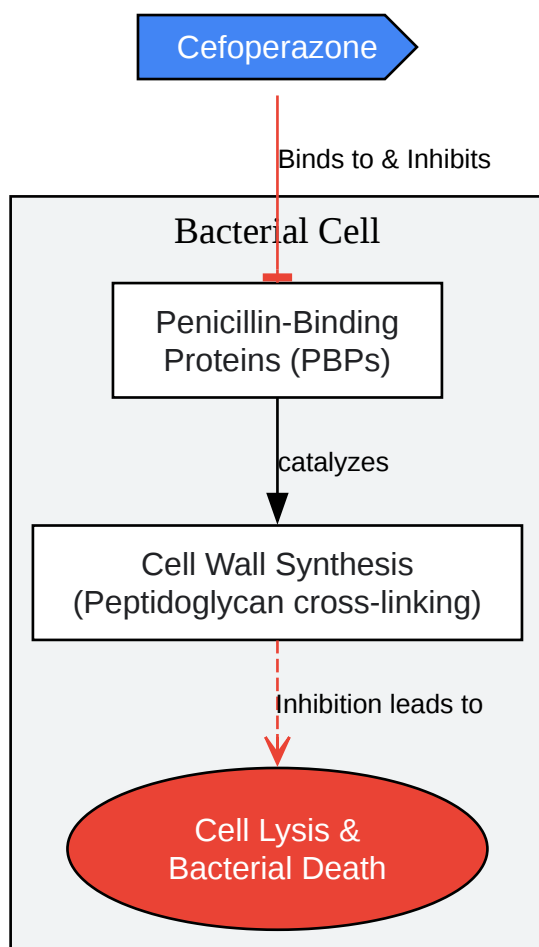 Cefoperazone
Binds to & Inhibits
Bacterial Cell
Penicillin-Binding
Proteins (PBPs)
catalyzes
Cell Wall Synthesis
(Peptidoglycan cross-linking)
Inhibition leads to
Cell Lysis &
Bacterial Death